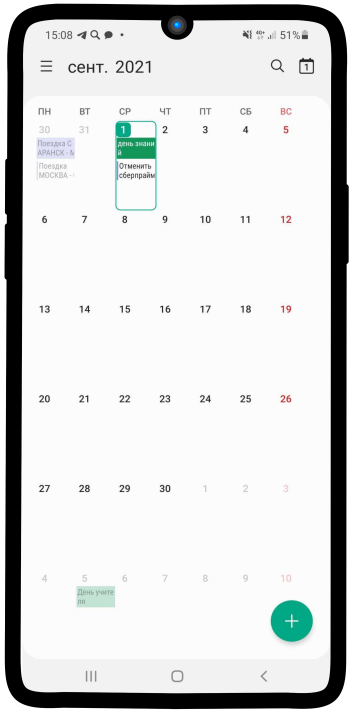 15:08 51%
сент. 2021 1
ПН ВТ СР ЧТ ПТ СБ ВС
30 31 1 2 3 4 5
Поездка С
АРАНСК - М
день знани
й
Поездка
МОСКВА -
Отменить
сберпрайм
6 7 8 9 10 11 12
13 14 15 16 17 18 19
20 21 22 23 24 25 26
27 28 29 30 1 2 3
4 5 6 7 8 9 10
День учите
ля